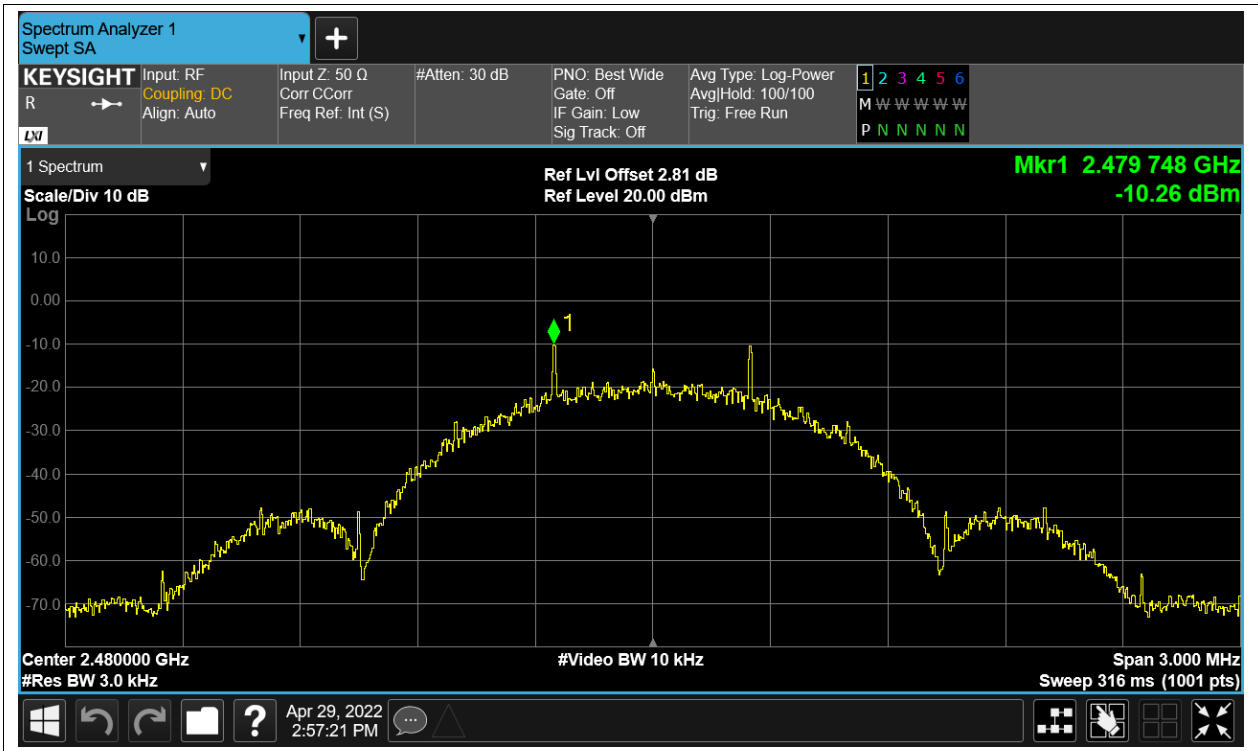 Spectrum Analyzer 1
Swept SA
+
KEYSIGHT
R
LXI
Input: RF
Coupling: DC
Align: Auto
Input Z: 50 Ω
Corr CCorr
Freq Ref: Int (S)
#Atten: 30 dB
PNO: Best Wide
Gate: Off
IF Gain: Low
Sig Track: Off
Avg Type: Log-Power
Avg|Hold: 100/100
Trig: Free Run
1 2 3 4 5 6
M W W W W W W
P N N N N N N
1 Spectrum
Scale/Div 10 dB
Log
Ref Lvl Offset 2.81 dB
Ref Level 20.00 dBm
Mkr1 2.479 748 GHz
-10.26 dBm
10.0
0.00
1
-10.0
-20.0
-30.0
-40.0
-50.0
-60.0
-70.0
Center 2.480000 GHz
#Res BW 3.0 kHz
#Video BW 10 kHz
Span 3.000 MHz
Sweep 316 ms (1001 pts)
?
Apr 29, 2022
2:57:21 PM